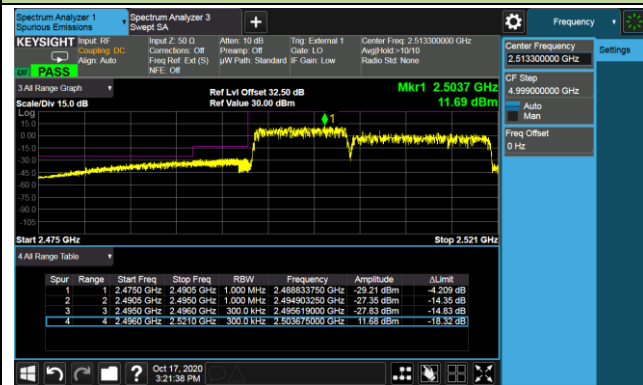 Spectrum Analyzer 1
Spurious Emissions
Spectrum Analyzer 3
Swept SA
Frequency
KEYSIGHT
Input: RF
Coupling: DC
Align: Auto
Input Z: 50 Ω
Corrections: Off
Freq Ref: Ext (S)
NFE: Off
Atten: 10 dB
Preamp: Off
µW Path: Standard
Trig: External 1
Gate: LO
IF Gain: Low
Center Freq: 2.513300000 GHz
Avg|Hold:>10/10
Radio Std: None
PASS
Center Frequency
2.513300000 GHz
Settings
CF Step
4.999000000 GHz
Auto
Man
Freq Offset
0 Hz
3 All Range Graph
Scale/Div 15.0 dB
Ref Lvl Offset 32.50 dB
Ref Value 30.00 dBm
Mkr1 2.5037 GHz
11.69 dBm
Log
15.0
0.00
-15.0
-30.0
-45.0
-60.0
-75.0
-90.0
-105
1
Start 2.475 GHz
Stop 2.521 GHz
4 All Range Table
Spur Range Start Freq Stop Freq RBW Frequency Amplitude ΔLimit
1 1 2.4750 GHz 2.4905 GHz 1.000 MHz 2.488833750 GHz -29.21 dBm -4.209 dB
2 2 2.4905 GHz 2.4950 GHz 1.000 MHz 2.494903250 GHz -27.35 dBm -14.35 dB
3 3 2.4950 GHz 2.4960 GHz 300.0 kHz 2.495619000 GHz -27.83 dBm -14.83 dB
4 4 2.4960 GHz 2.5210 GHz 300.0 kHz 2.503675000 GHz 11.68 dBm -18.32 dB
Oct 17, 2020
3:21:38 PM